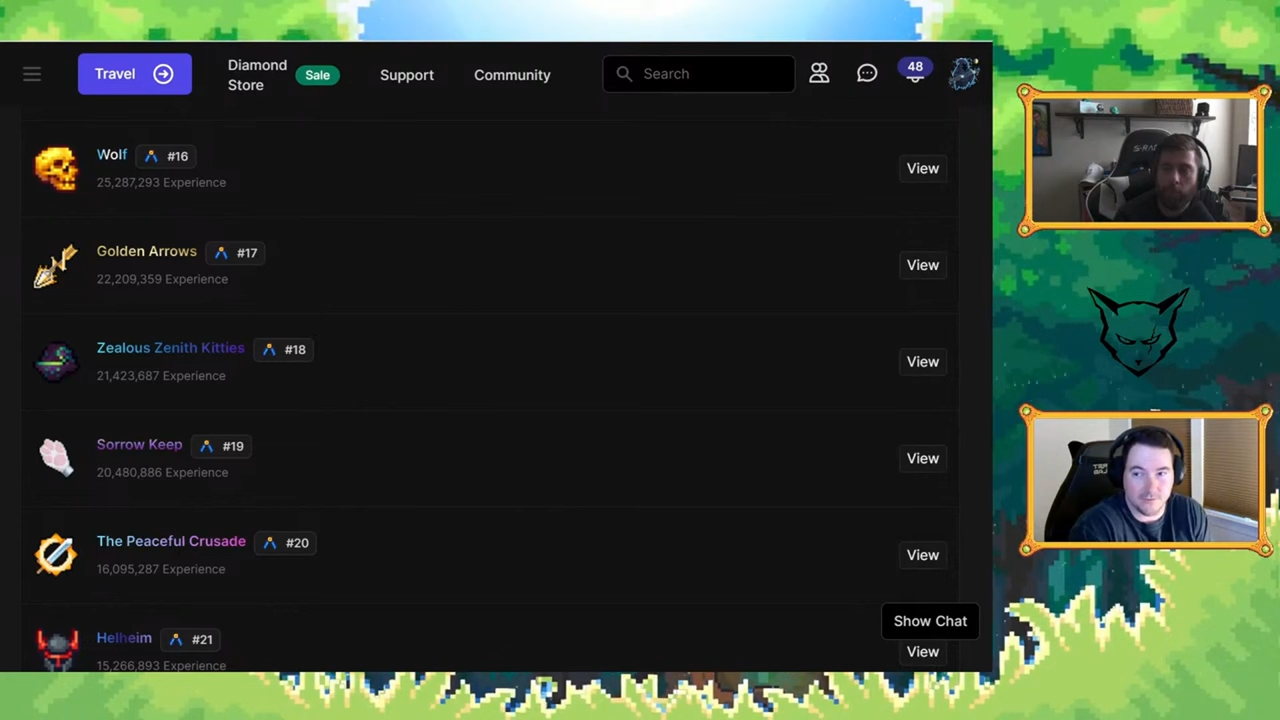 Travel
Diamond
Store
Sale
Support
Community
Search
48
Wolf #16
25,287,293 Experience
View
Golden Arrows #17
22,209,359 Experience
View
Zealous Zenith Kitties #18
21,423,687 Experience
View
Sorrow Keep #19
20,480,886 Experience
View
The Peaceful Crusade #20
16,095,287 Experience
View
Show Chat
Helheim #21
15,266,893 Experience
View